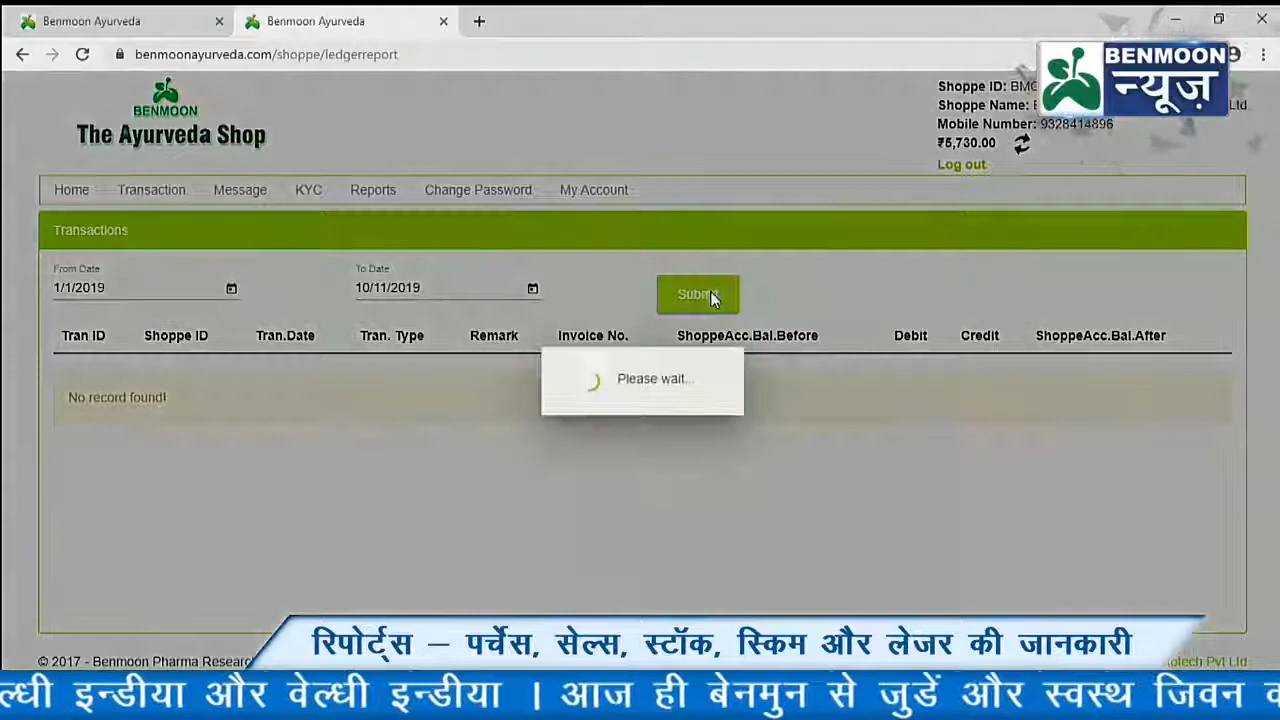 Benmoon Ayurveda
Benmoon Ayurveda
benmoonayurveda.com/shoppe/ledgerreport
BENMOON
न्यूज़
BENMOON
The Ayurveda Shop
Shoppe ID:
Shoppe Name: Ltd
Mobile Number: 9328414896
₹5,730.00
Log out
Home Transaction Message KYC Reports Change Password My Account
Transactions
From Date To Date
1/1/2019 10/11/2019 Submit
Tran ID Shoppe ID Tran.Date Tran. Type Remark Invoice No. ShoppeAcc.Bal.Before Debit Credit ShoppeAcc.Bal.After
Please wait...
No record found!
रिपोर्ट्स – पर्चेस, सेल्स, स्टॉक, स्किम और लेजर की जानकारी
© 2017 - Benmoon Pharma Pvt Ltd
इन्डीया और वेल्धी इन्डीया । आज ही बेनमुन से जुडें और स्वस्थ जिवन